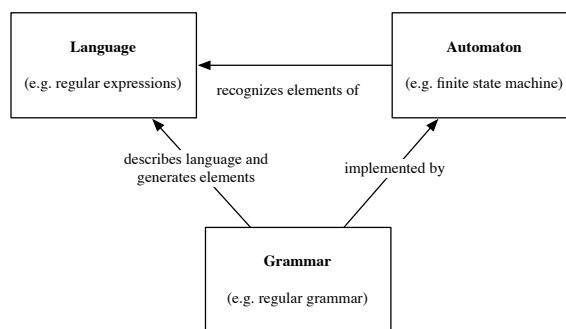 Language
(e.g. regular expressions)
Automaton
(e.g. finite state machine)
recognizes elements of
describes language and
generates elements
implemented by
Grammar
(e.g. regular grammar)